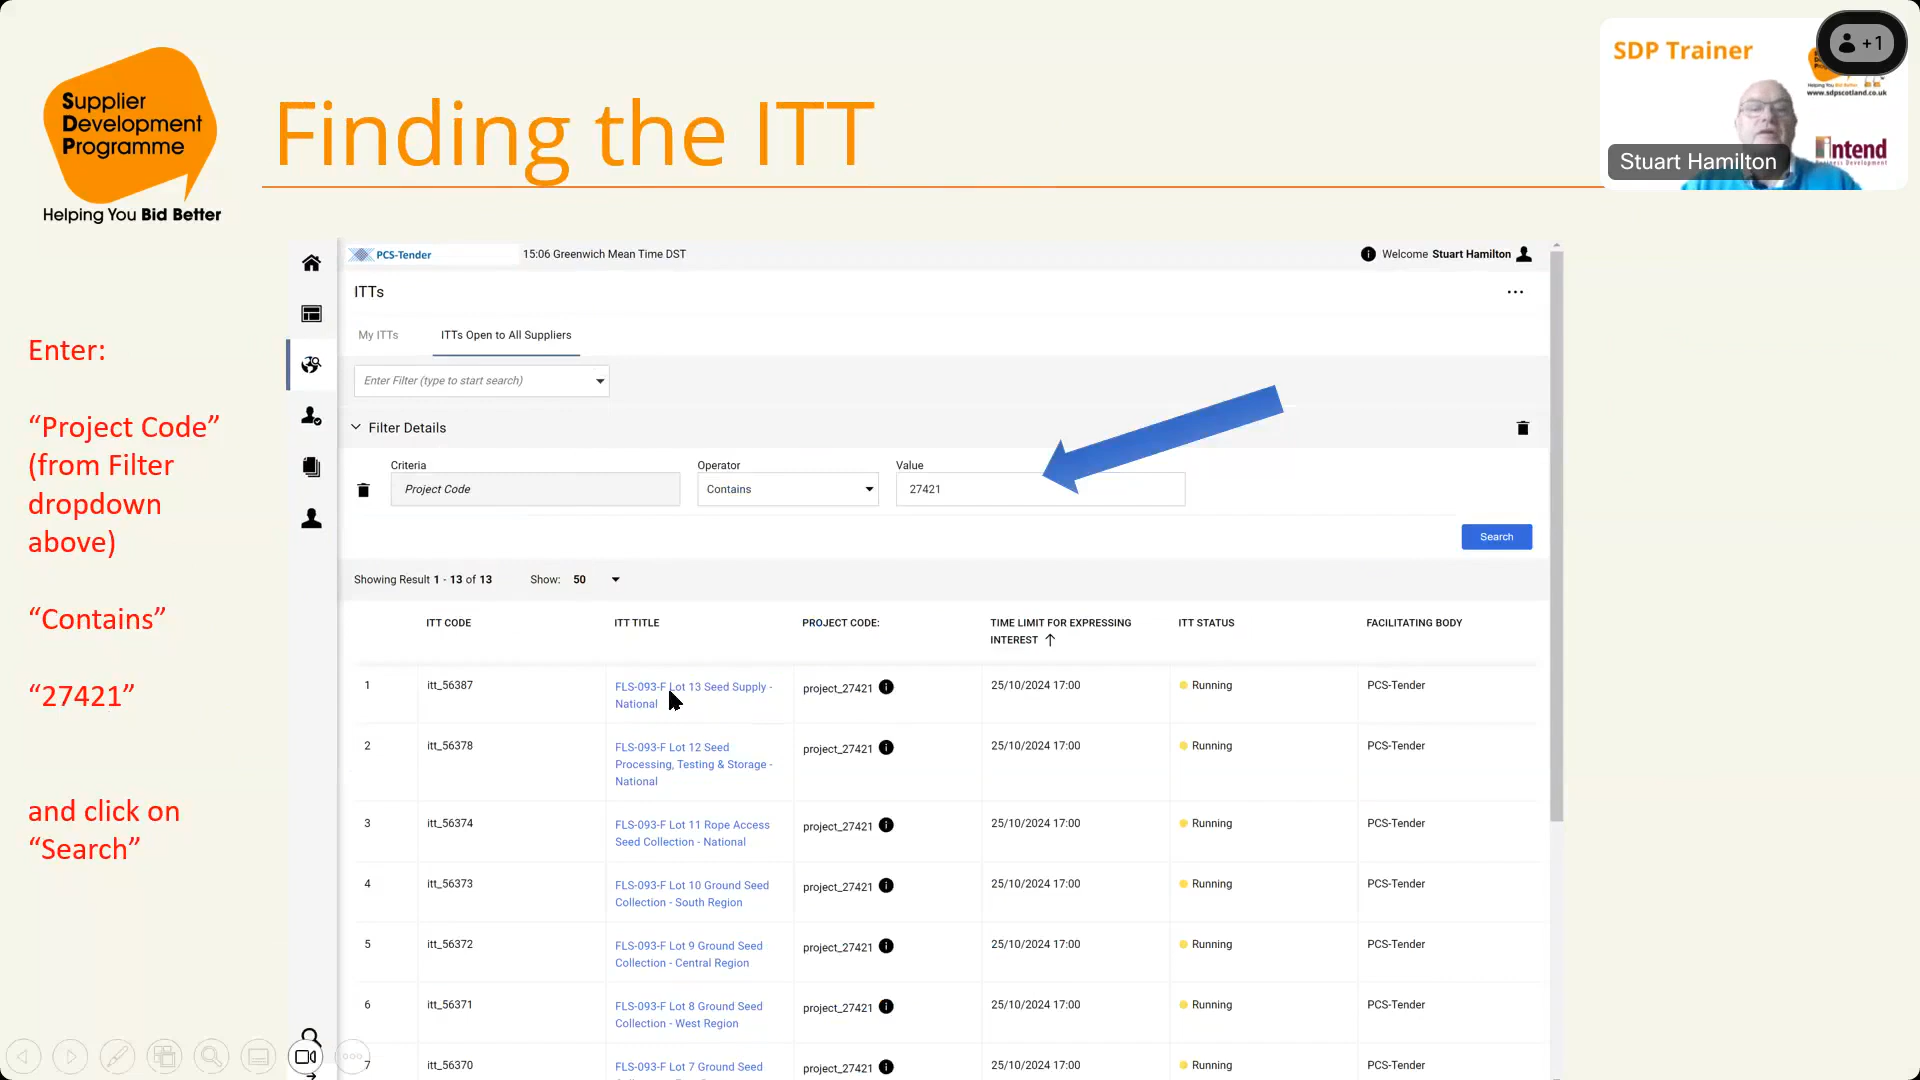 Supplier
Development
Programme
Helping You Bid Better
Finding the ITT
SDP Trainer
+1
www.sdpscotland.co.uk
intend
Stuart Hamilton
Enter:
“Project Code”
(from Filter
dropdown
above)
“Contains”
“27421”
and click on
“Search”
PCS-Tender
15:06 Greenwich Mean Time DST
Welcome Stuart Hamilton
ITTs
My ITTs
ITTs Open to All Suppliers
Enter Filter (type to start search)
Filter Details
Criteria
Operator
Value
Project Code
Contains
27421
Search
Showing Result 1 - 13 of 13
Show: 50
ITT CODE
ITT TITLE
PROJECT CODE:
TIME LIMIT FOR EXPRESSING
INTEREST
ITT STATUS
FACILITATING BODY
1
itt_56387
FLS-093-F Lot 13 Seed Supply -
National
project_27421
25/10/2024 17:00
Running
PCS-Tender
2
itt_56378
FLS-093-F Lot 12 Seed
Processing, Testing & Storage -
National
project_27421
25/10/2024 17:00
Running
PCS-Tender
3
itt_56374
FLS-093-F Lot 11 Rope Access
Seed Collection - National
project_27421
25/10/2024 17:00
Running
PCS-Tender
4
itt_56373
FLS-093-F Lot 10 Ground Seed
Collection - South Region
project_27421
25/10/2024 17:00
Running
PCS-Tender
5
itt_56372
FLS-093-F Lot 9 Ground Seed
Collection - Central Region
project_27421
25/10/2024 17:00
Running
PCS-Tender
6
itt_56371
FLS-093-F Lot 8 Ground Seed
Collection - West Region
project_27421
25/10/2024 17:00
Running
PCS-Tender
7
itt_56370
FLS-093-F Lot 7 Ground Seed
project_27421
25/10/2024 17:00
Running
PCS-Tender